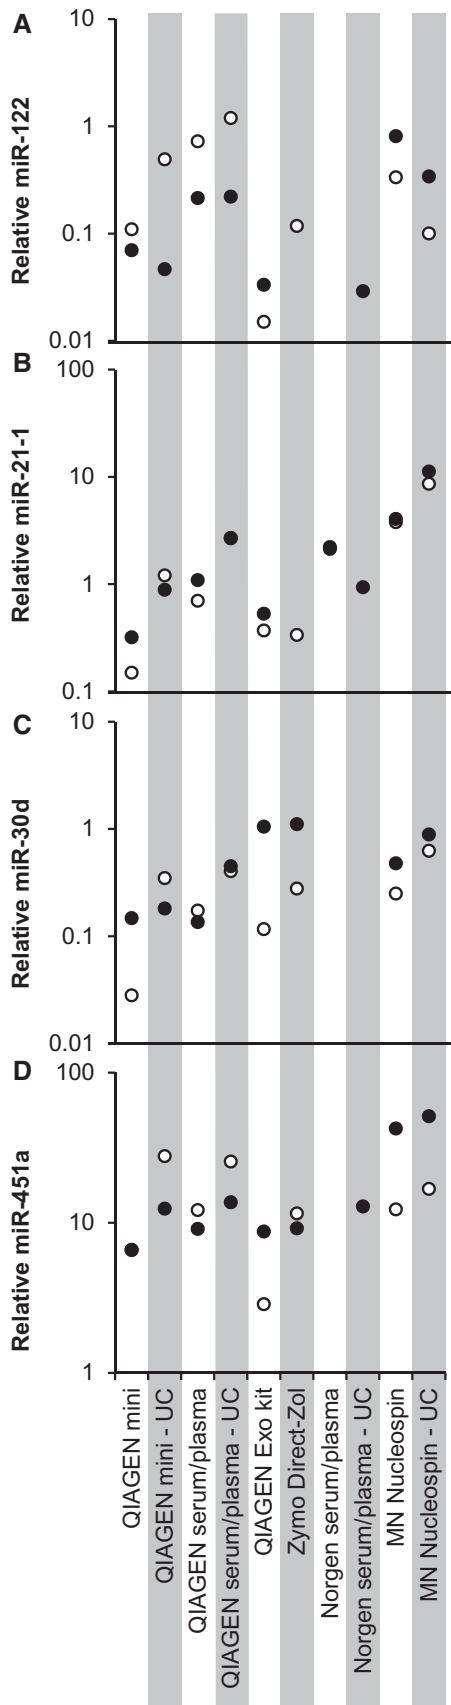 A
Relative miR-122
10
1
0.1
0.01
B
Relative miR-21-1
100
10
1
0.1
C
Relative miR-30d
10
1
0.1
0.01
D
Relative miR-451a
100
10
1
QIAGEN mini
QIAGEN mini - UC
QIAGEN serum/plasma
QIAGEN serum/plasma - UC
QIAGEN Exo kit
Zymo Direct-Zol
Norgen serum/plasma
Norgen serum/plasma - UC
MN Nucleospin
MN Nucleospin - UC